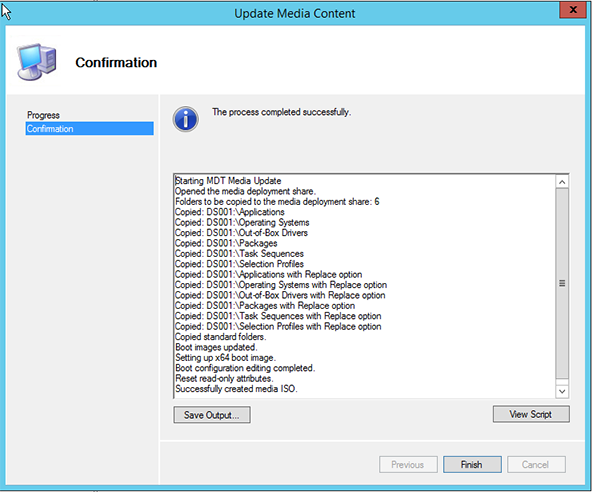 Update Media Content
x
Confirmation
Progress
Confirmation
The process completed successfully.
Starting MDT Media Update
Opened the media deployment share.
Folders to be copied to the media deployment share: 6
Copied: DS001:\Applications
Copied: DS001:\Operating Systems
Copied: DS001:\Out-of-Box Drivers
Copied: DS001:\Packages
Copied: DS001:\Task Sequences
Copied: DS001:\Selection Profiles
Copied: DS001:\Applications with Replace option
Copied: DS001:\Operating Systems with Replace option
Copied: DS001:\Out-of-Box Drivers with Replace option
Copied: DS001:\Packages with Replace option
Copied: DS001:\Task Sequences with Replace option
Copied: DS001:\Selection Profiles with Replace option
Copied standard folders.
Boot images updated.
Setting up x64 boot image.
Boot configuration editing completed.
Reset read-only attributes.
Successfully created media ISO.
Save Output...
View Script
Previous
Finish
Cancel